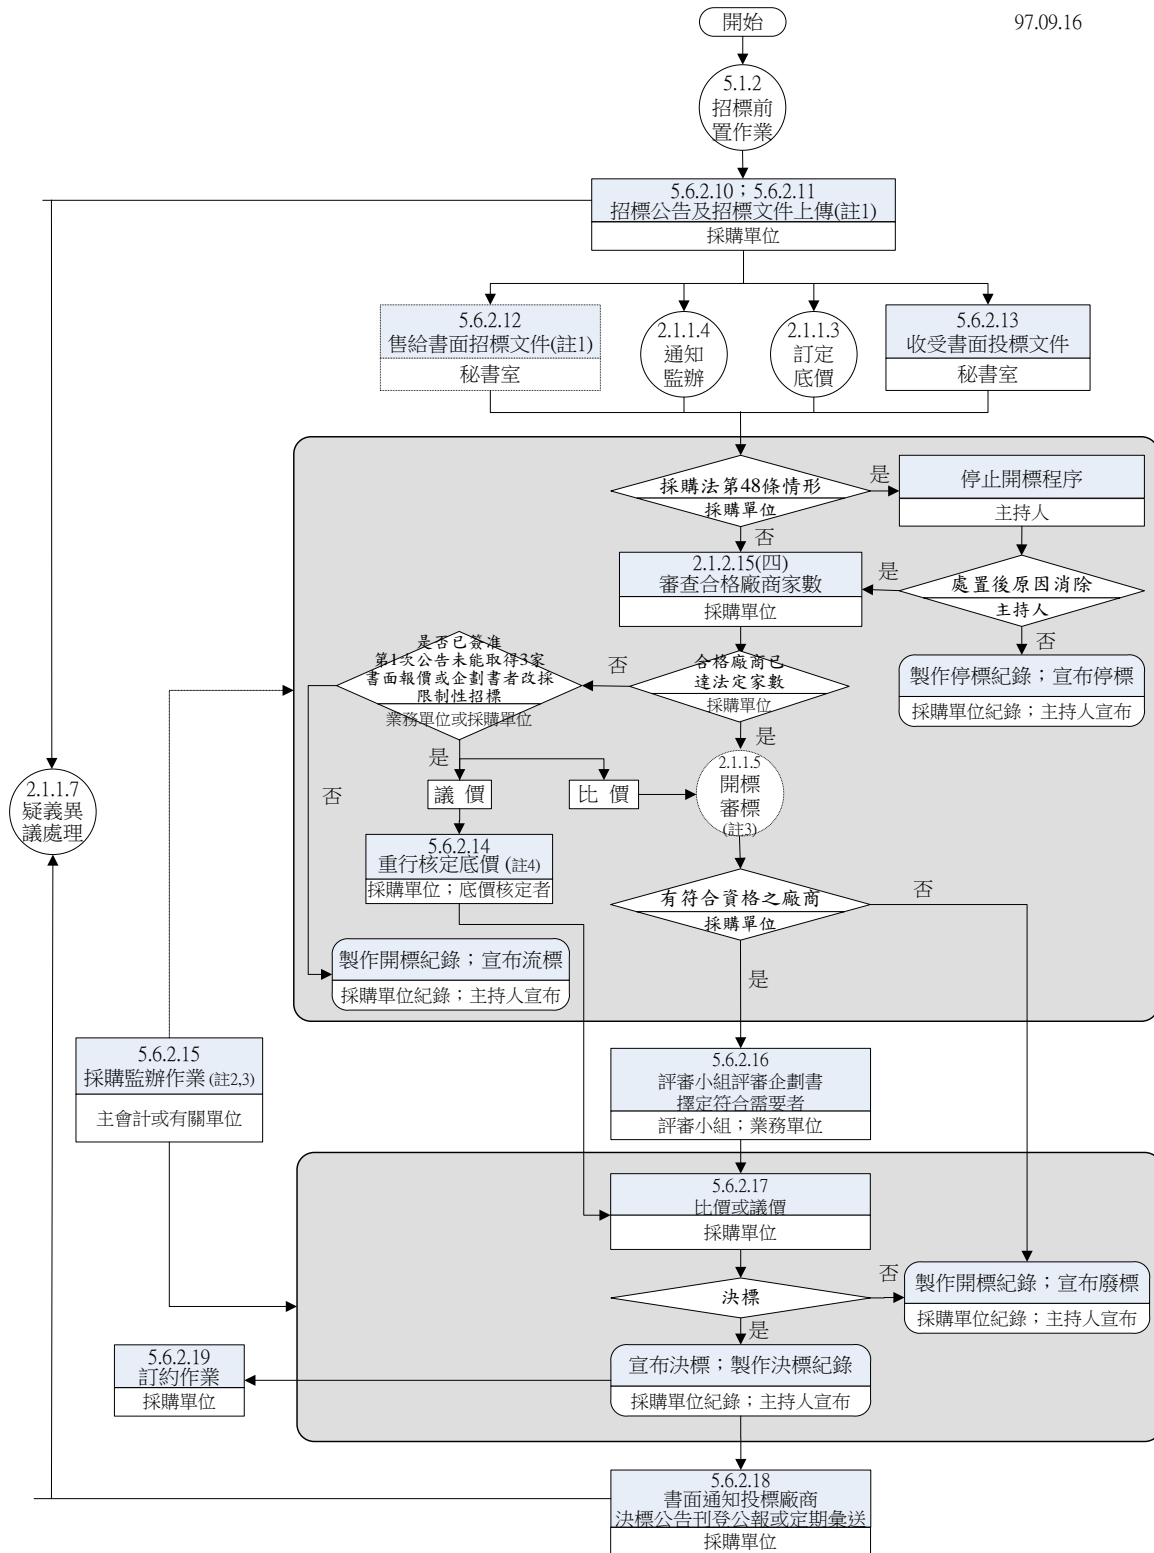 開始
97.09.16
5.1.2
招標前
置作業
5.6.2.10；5.6.2.11
招標公告及招標文件上傳(註1)
採購單位
5.6.2.12
售給書面招標文件(註1)
秘書室
2.1.1.4
通知
監辦
2.1.1.3
訂定
底價
5.6.2.13
收受書面投標文件
秘書室
採購法第48條情形
採購單位
是
停止開標程序
主持人
否
2.1.2.15(四)
審查合格廠商家數
採購單位
是
處置後原因消除
主持人
否
製作停標紀錄；宣布停標
採購單位紀錄；主持人宣布
是否已簽准
第1次公告未能取得3家
書面報價或企劃書者改採
限制性招標
業務單位或採購單位
否
合格廠商已
達法定家數
採購單位
是
是
否
議價
比價
2.1.1.5
開標
審標
(註3)
2.1.1.7
疑義異
議處理
5.6.2.14
重行核定底價 (註4)
採購單位；底價核定者
有符合資格之廠商
採購單位
否
是
製作開標紀錄；宣布流標
採購單位紀錄；主持人宣布
5.6.2.15
採購監辦作業 (註2,3)
主會計或有關單位
5.6.2.16
評審小組評審企劃書
擇定符合需要者
評審小組；業務單位
5.6.2.17
比價或議價
採購單位
決標
否
製作開標紀錄；宣布廢標
採購單位紀錄；主持人宣布
是
宣布決標；製作決標紀錄
採購單位紀錄；主持人宣布
5.6.2.19
訂約作業
採購單位
5.6.2.18
書面通知投標廠商
決標公告刊登公報或定期彙送
採購單位